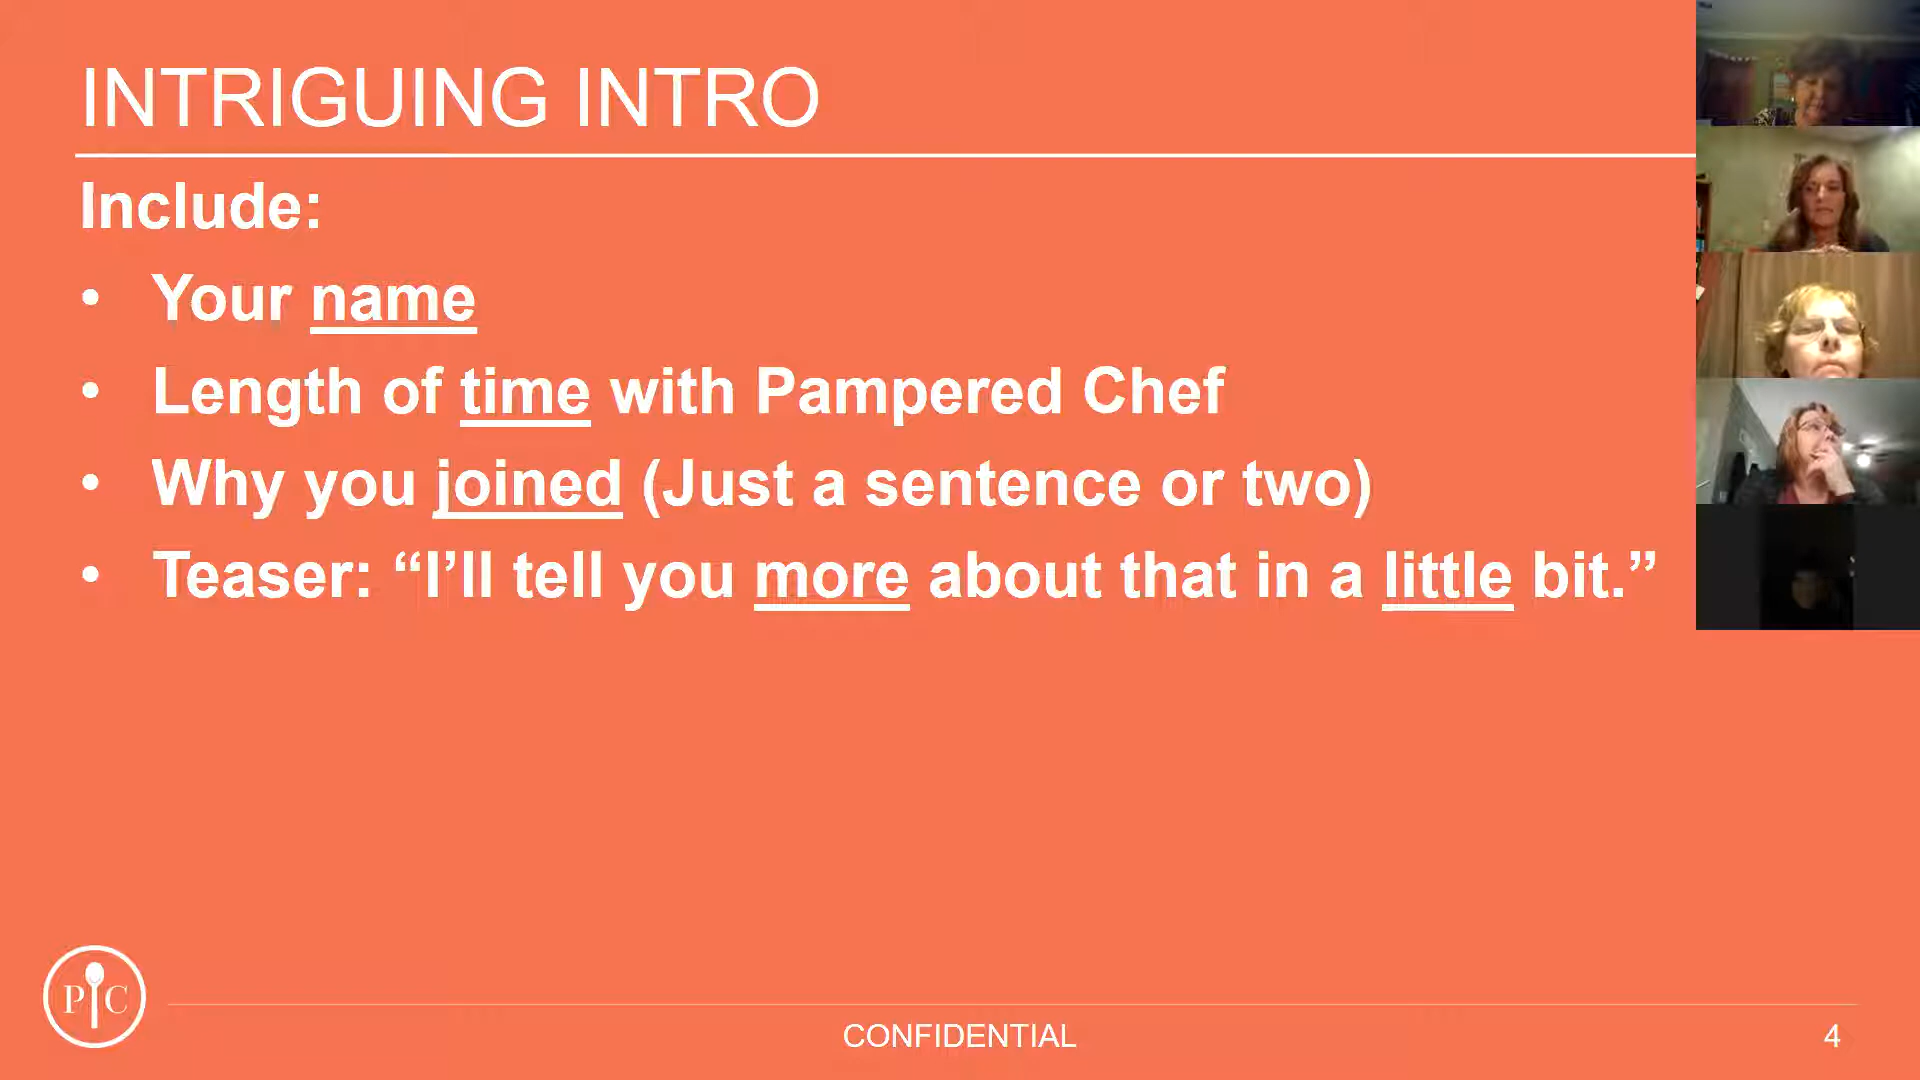 INTRIGUING INTRO
Include:
• Your name
• Length of time with Pampered Chef
• Why you joined (Just a sentence or two)
• Teaser: “I’ll tell you more about that in a little bit.”
P C
CONFIDENTIAL
4